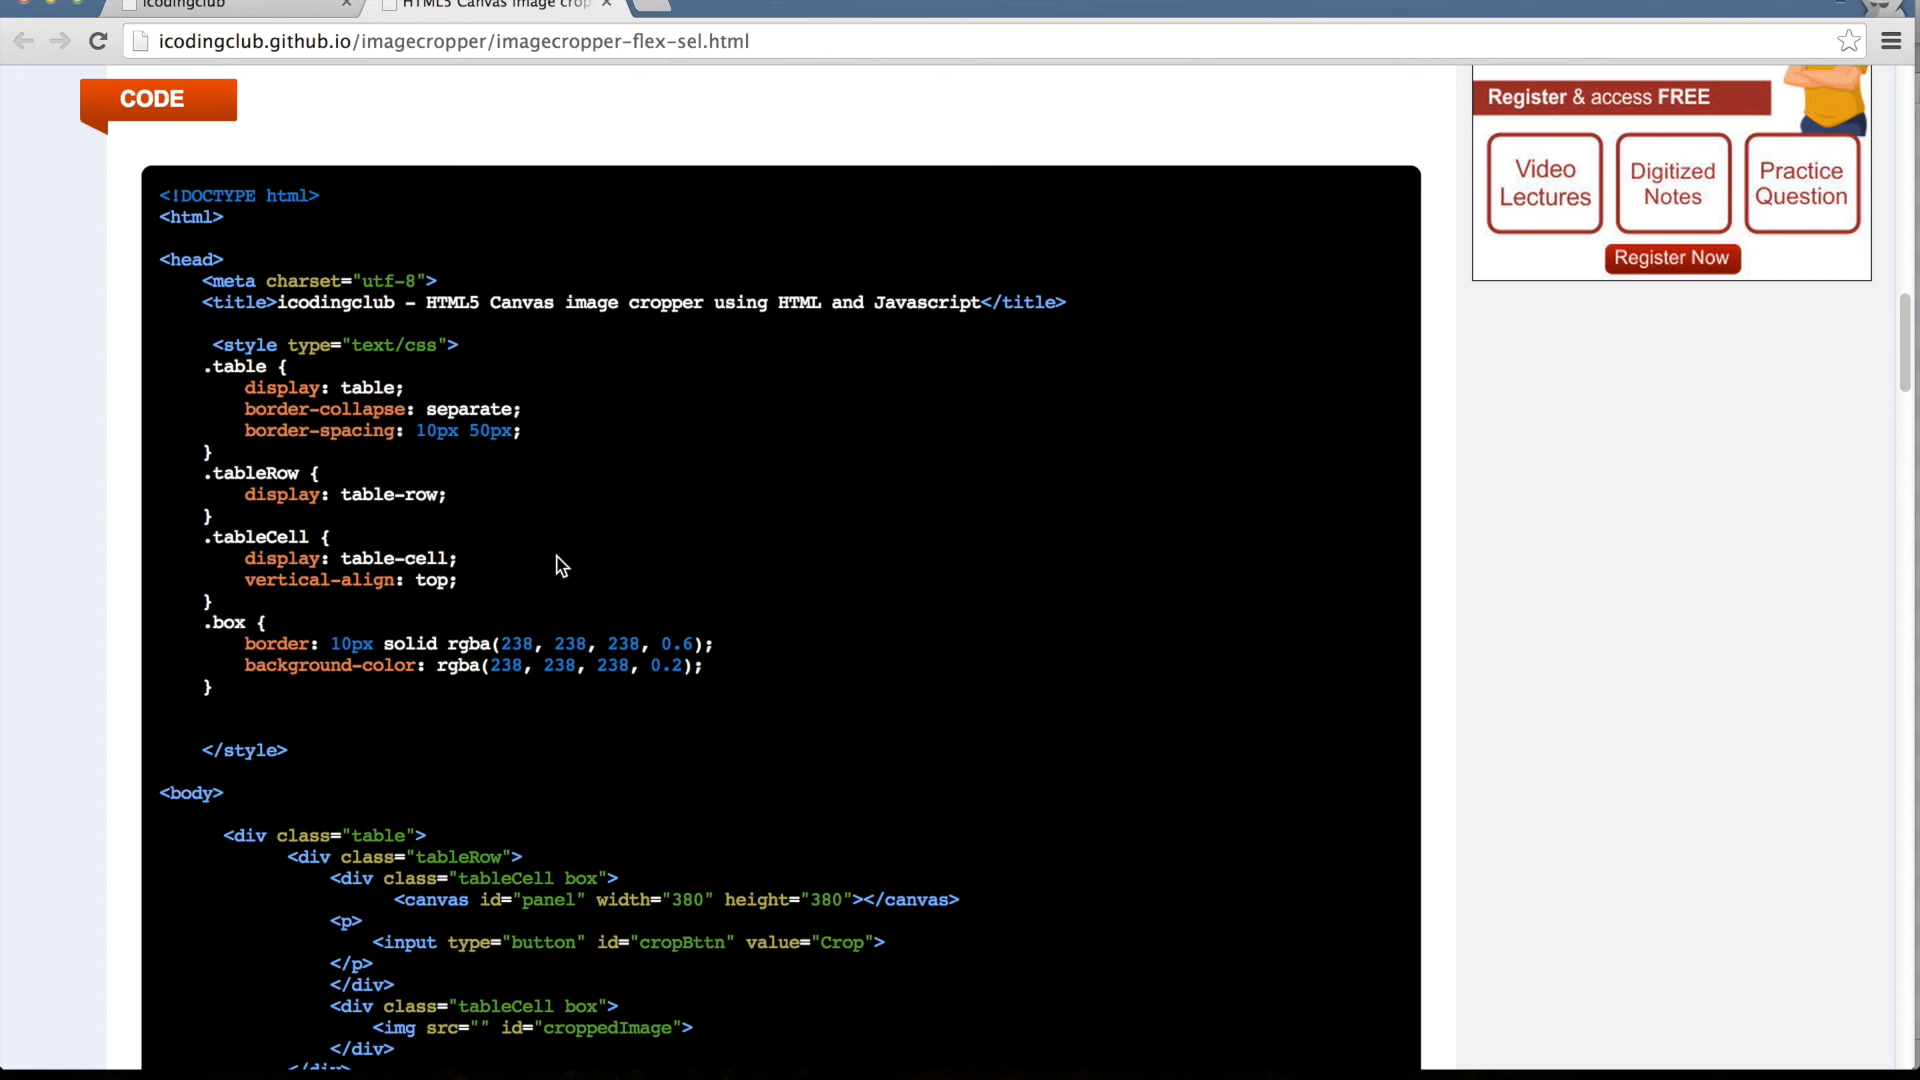 icodingclub
HTML5 Canvas image crop
icodingclub.github.io/imagecropper/imagecropper-flex-sel.html
CODE
Register & access FREE
Video Lectures
Digitized Notes
Practice Question
Register Now
<!DOCTYPE html>
<html>
<head>
<meta charset="utf-8">
<title>icodingclub - HTML5 Canvas image cropper using HTML and Javascript</title>
<style type="text/css">
.table {
display: table;
border-collapse: separate;
border-spacing: 10px 50px;
}
.tableRow {
display: table-row;
}
.tableCell {
display: table-cell;
vertical-align: top;
}
.box {
border: 10px solid rgba(238, 238, 238, 0.6);
background-color: rgba(238, 238, 238, 0.2);
}
</style>
<body>
<div class="table">
<div class="tableRow">
<div class="tableCell box">
<canvas id="panel" width="380" height="380"></canvas>
<p>
<input type="button" id="cropBttn" value="Crop">
</p>
</div>
<div class="tableCell box">
<img src="" id="croppedImage">
</div>
</div>